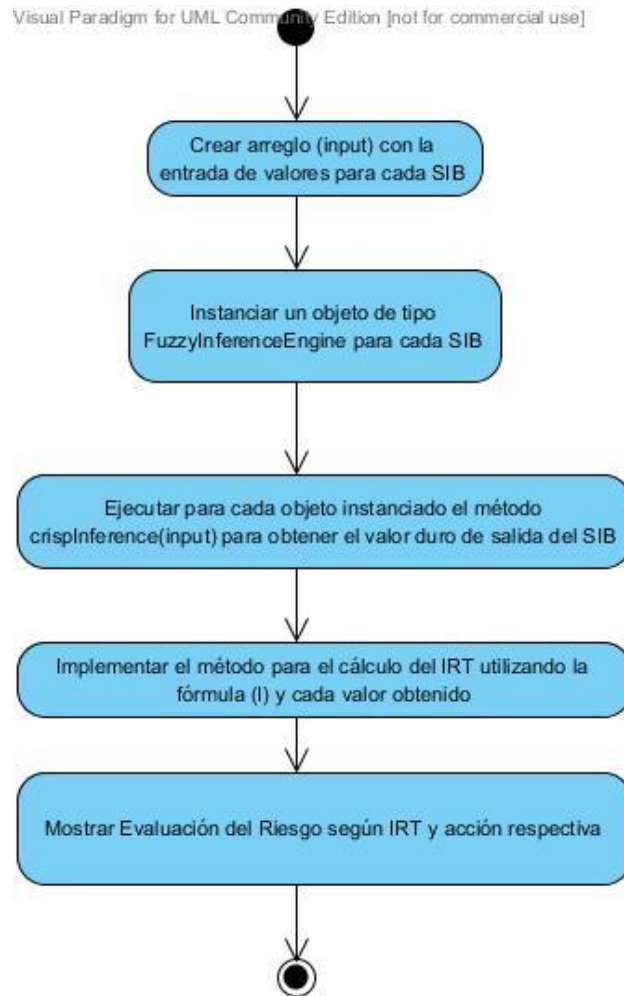 Visual Paradigm for UML Community Edition [not for commercial use]
Crear arreglo (input) con la
entrada de valores para cada SIB
Instanciar un objeto de tipo
FuzzyInferenceEngine para cada SIB
Ejecutar para cada objeto instanciado el método
crispInference(input) para obtener el valor duro de salida del SIB
Implementar el método para el cálculo del IRT utilizando la
fórmula (I) y cada valor obtenido
Mostrar Evaluación del Riesgo según IRT y acción respectiva